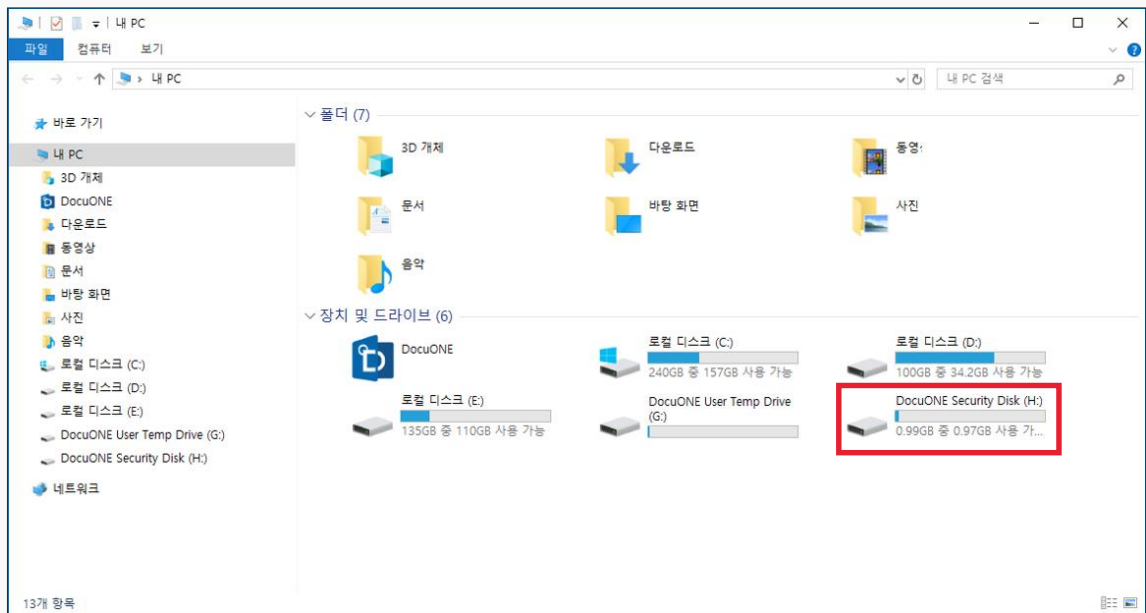 내 PC
파일 컴퓨터 보기
내 PC
내 PC 검색
바로 가기
내 PC
3D 개체
DocuONE
다운로드
동영상
문서
바탕 화면
사진
음악
로컬 디스크 (C:)
로컬 디스크 (D:)
로컬 디스크 (E:)
DocuONE User Temp Drive (G:)
DocuONE Security Disk (H:)
네트워크
폴더 (7)
3D 개체
다운로드
문서
바탕 화면
사진
음악
장치 및 드라이브 (6)
DocuONE
로컬 디스크 (C:)
240GB 중 157GB 사용 가능
로컬 디스크 (D:)
100GB 중 34.2GB 사용 가능
로컬 디스크 (E:)
135GB 중 110GB 사용 가능
DocuONE User Temp Drive
(G:)
DocuONE Security Disk (H:)
0.99GB 중 0.97GB 사용 가...
13개 항목